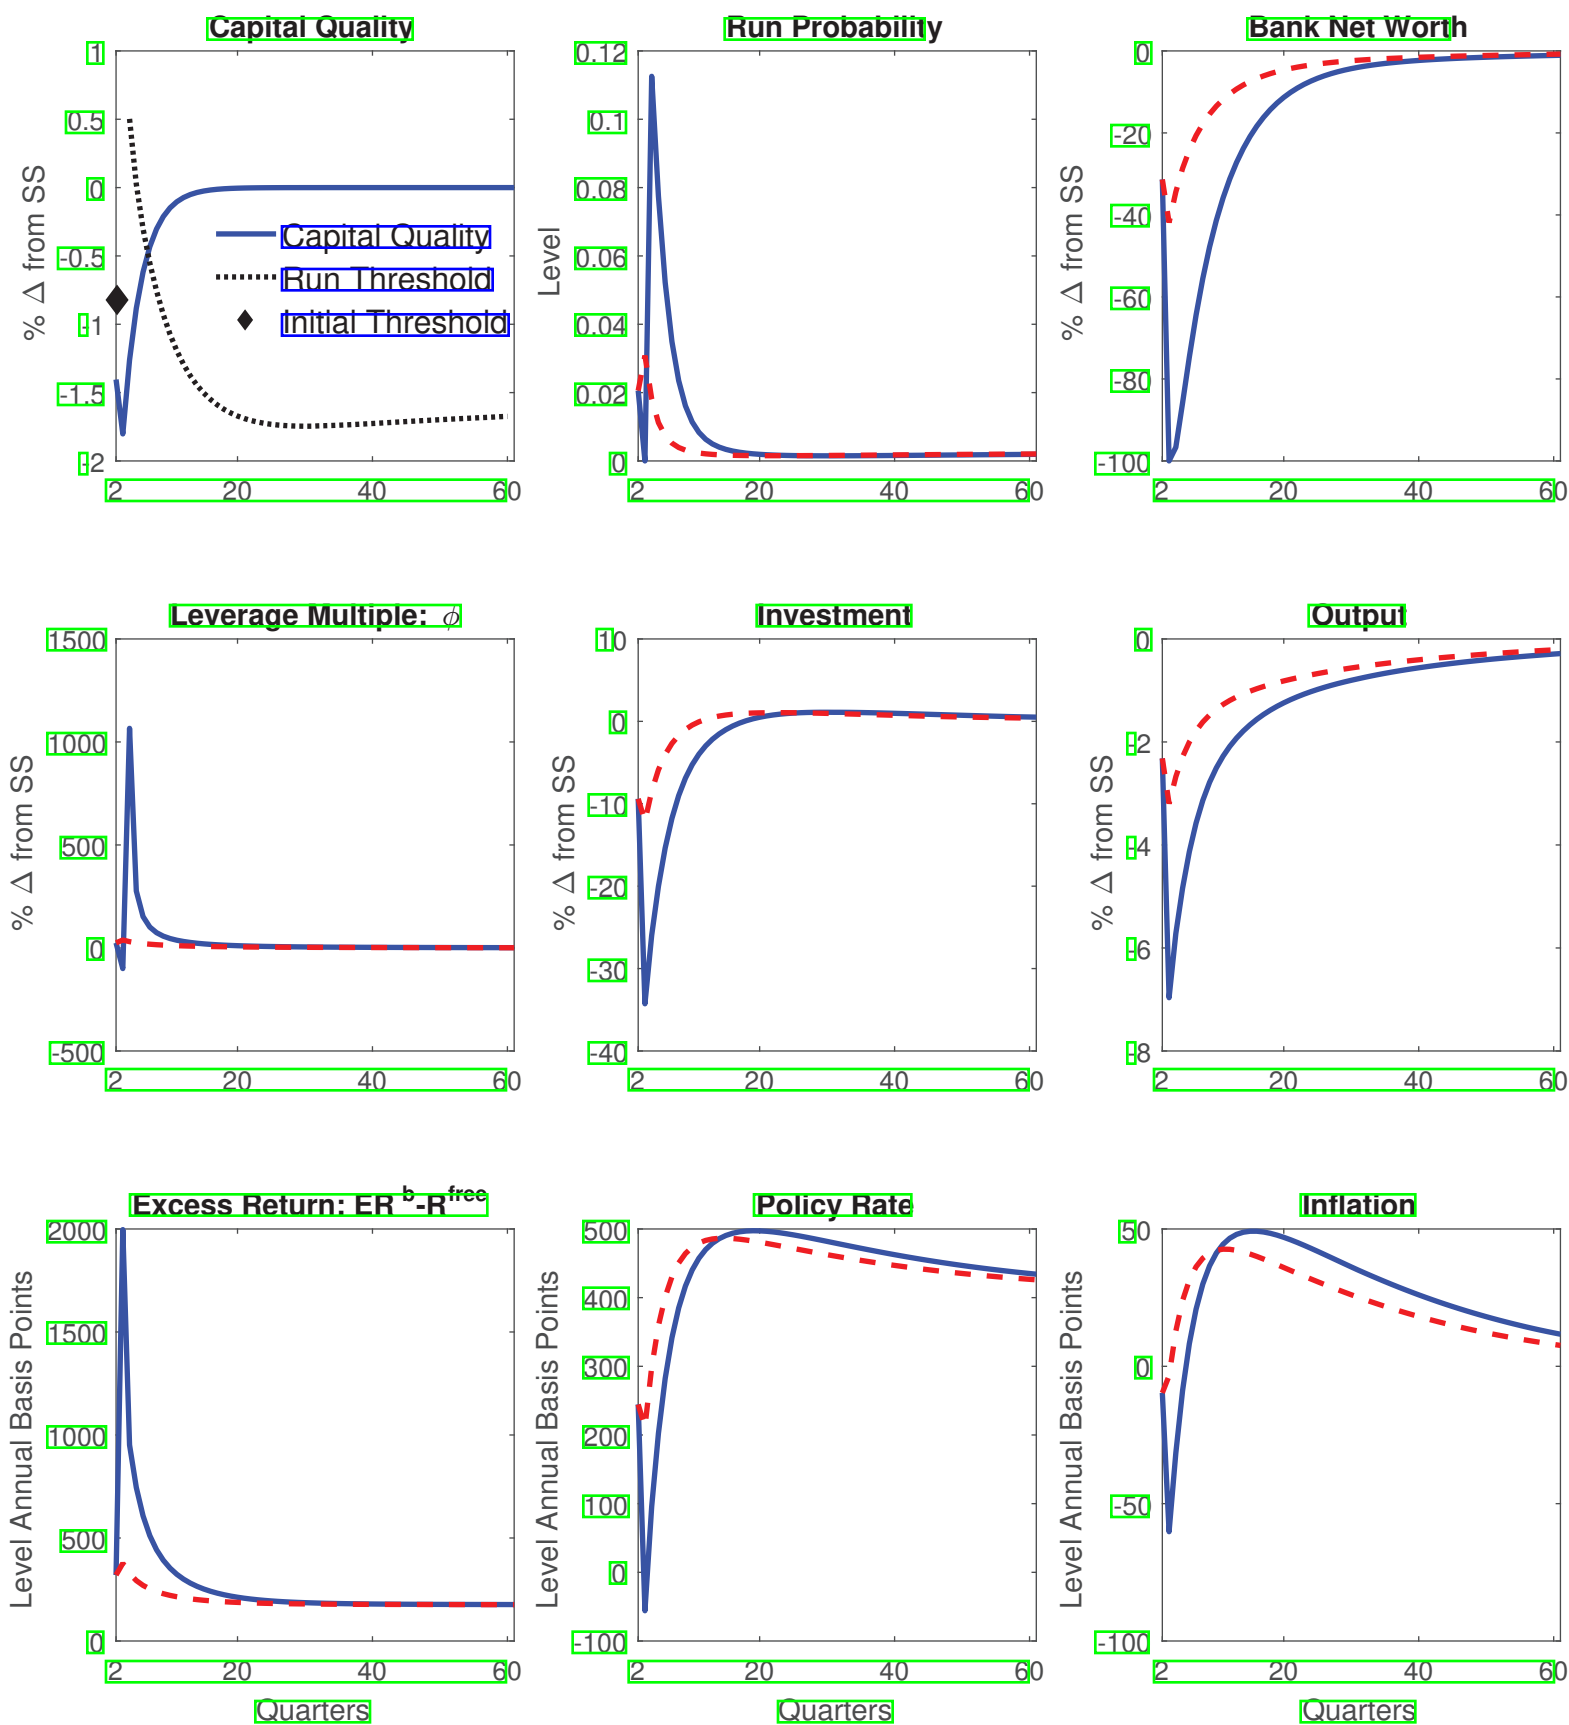 Capital Quality
1
0.5
0
-0.5
-1
-1.5
-2
% Δ from SS
Capital Quality
Run Threshold
Initial Threshold
2 20 40 60
Run Probability
0.12
0.1
0.08
0.06
0.04
0.02
0
Level
2 20 40 60
Bank Net Worth
0
-20
-40
-60
-80
-100
% Δ from SS
2 20 40 60
Leverage Multiple: ϕ
1500
1000
500
0
-500
% Δ from SS
2 20 40 60
Investment
10
0
-10
-20
-30
-40
% Δ from SS
2 20 40 60
Output
0
-2
-4
-6
-8
% Δ from SS
2 20 40 60
Excess Return: ER b-Rfree
2000
1500
1000
500
0
Level Annual Basis Points
2 20 40 60
Quarters
Policy Rate
500
400
300
200
100
0
-100
Level Annual Basis Points
2 20 40 60
Quarters
Inflation
50
0
-50
-100
Level Annual Basis Points
2 20 40 60
Quarters